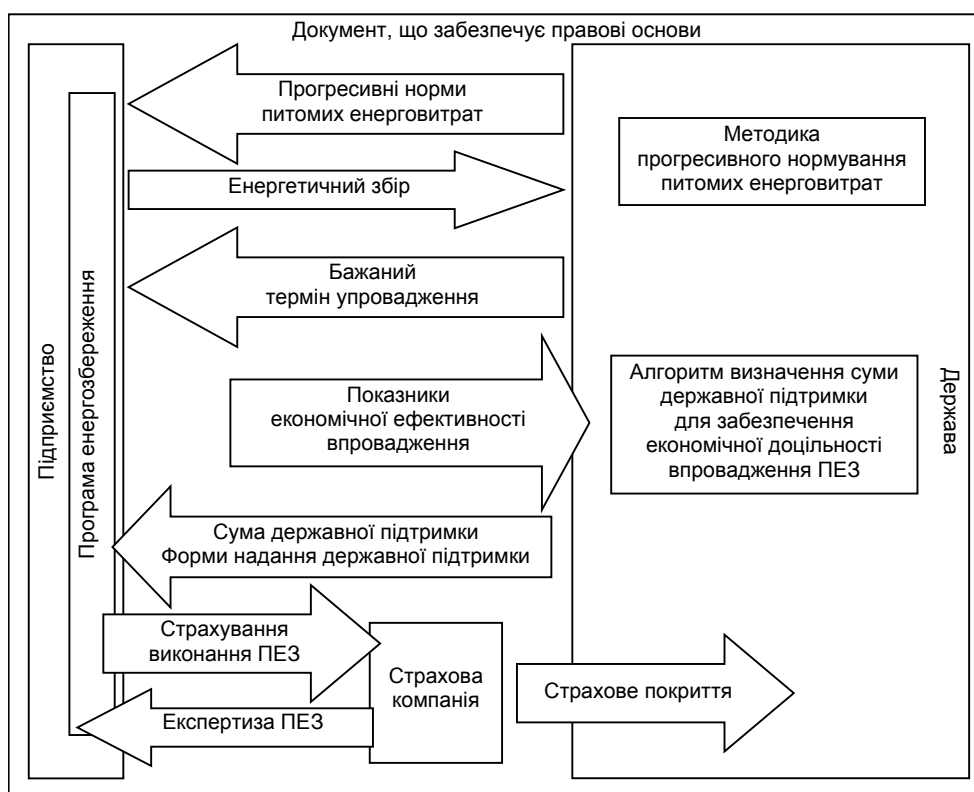 Документ, що забезпечує правові основи
Прогресивні норми
питомих енерговитрат
Методика
прогресивного нормування
питомих енерговитрат
Енергетичний збір
Бажаний
термін упровадження
Підприємство
Програма енергозбереження
Показники
економічної ефективності
впровадження
Алгоритм визначення суми
державної підтримки
для забезпечення
економічної доцільності
впровадження ПЕЗ
Держава
Сума державної підтримки
Форми надання державної підтримки
Страхування
виконання ПЕЗ
Страхова
компанія
Страхове покриття
Експертиза ПЕЗ